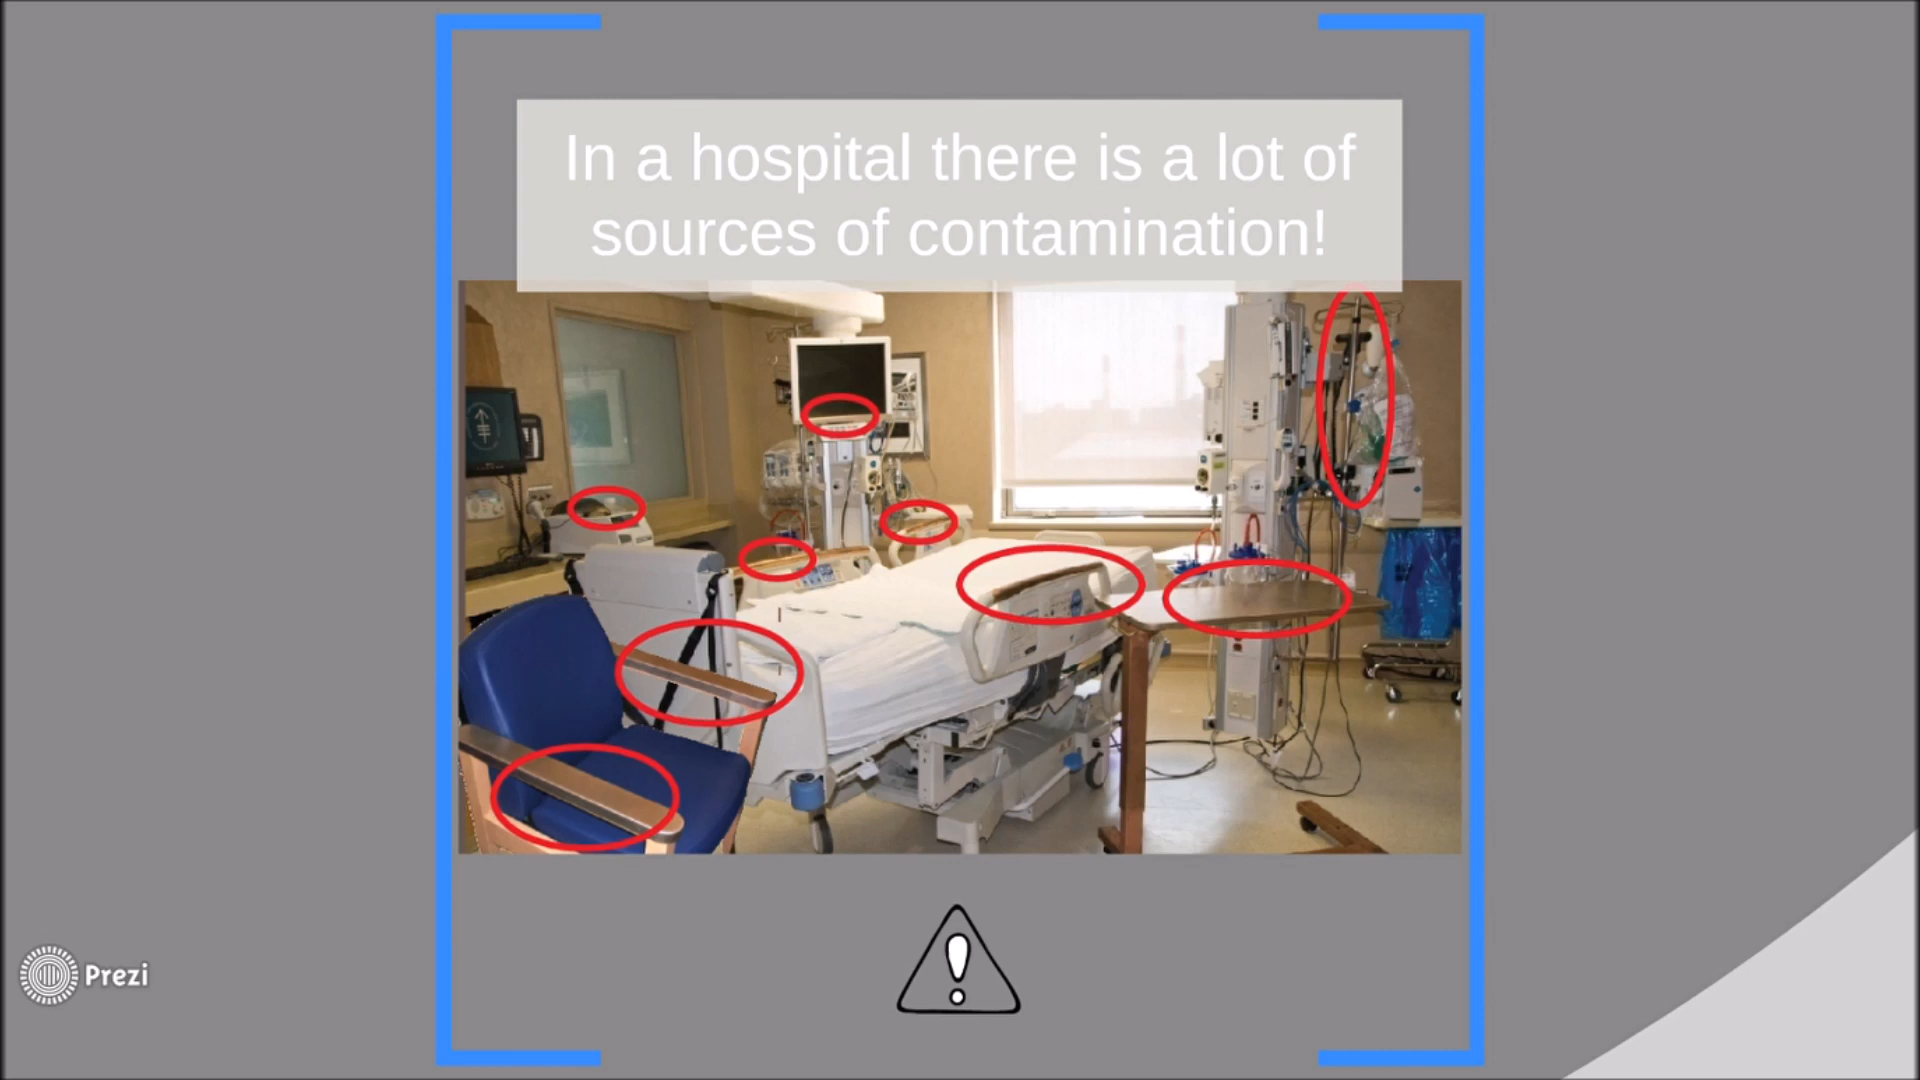 In a hospital there is a lot of
sources of contamination!
Prezi